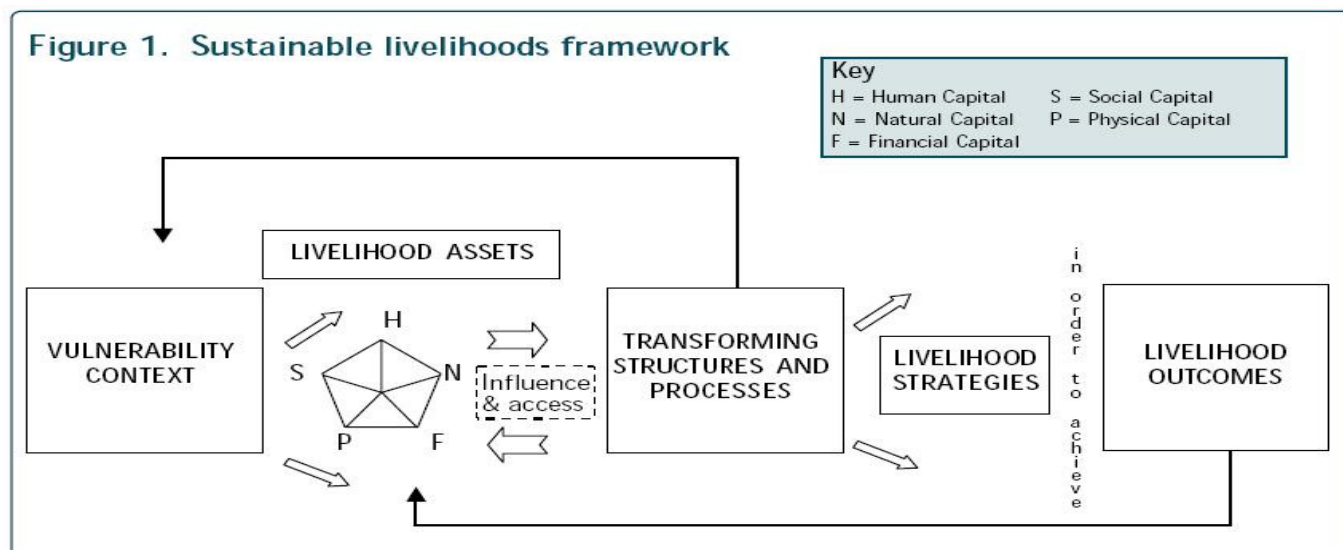 Figure 1. Sustainable livelihoods framework
Key
H = Human Capital S = Social Capital
N = Natural Capital P = Physical Capital
F = Financial Capital
LIVELIHOOD ASSETS
VULNERABILITY
CONTEXT
H
S
N
P
F
Influence
& access
TRANSFORMING
STRUCTURES AND
PROCESSES
LIVELIHOOD
STRATEGIES
in order to achieve
LIVELIHOOD
OUTCOMES